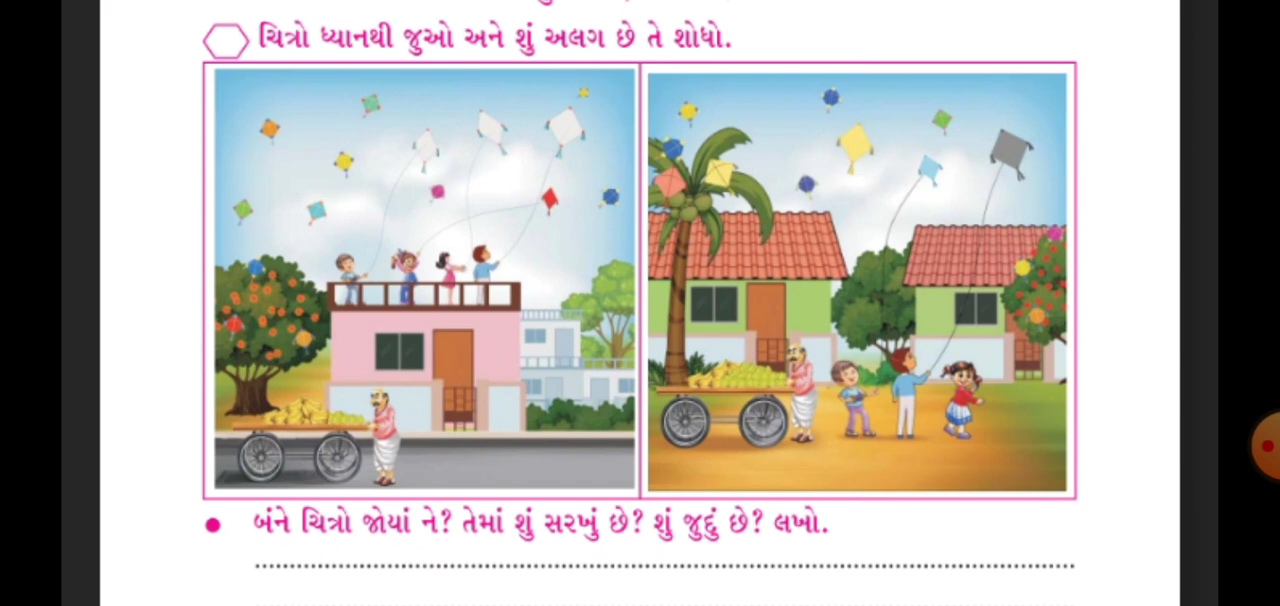 ચિત્રો ધ્યાનથી જુઓ અને શું અલગ છે તે શોધો.
બંને ચિત્રો જોયાં ને? તેમાં શું સરખું છે? શું જુદું છે? લખો.